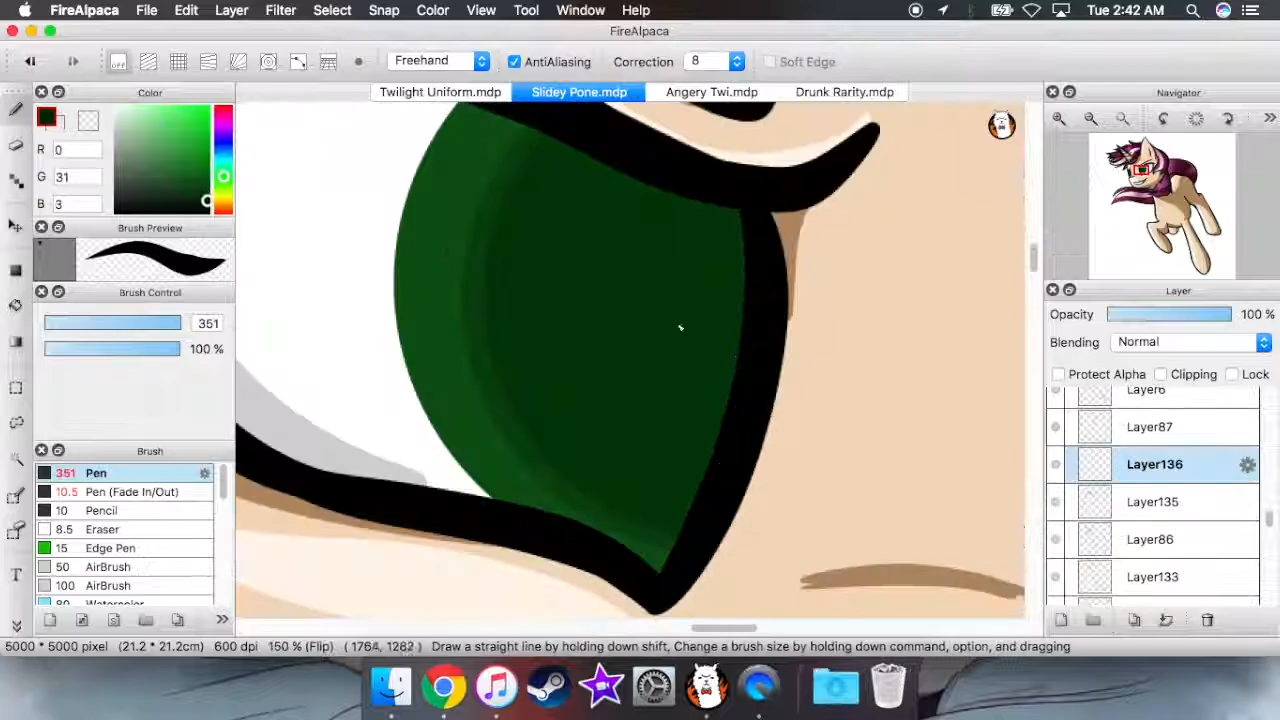 FireAlpaca File Edit Layer Filter Select Snap Color View Tool Window Help Tue 2:42 AM
FireAlpaca
OFF Freehand AntiAliasing Correction 8 Soft Edge
Color Twilight Uniform.mdp Slidey Pone.mdp Angery Twi.mdp Drunk Rarity.mdp Navigator
R 0
G 31
B 3
Brush Preview
Brush Control
351
100 %
Brush
351 Pen
10.5 Pen (Fade In/Out)
10 Pencil
8.5 Eraser
15 Edge Pen
50 AirBrush
100 AirBrush
80 Watercolor
Layer
Opacity 100 %
Blending Normal
Protect Alpha Clipping Lock
Layer6
Layer87
Layer136
Layer135
Layer86
Layer133
5000 * 5000 pixel (21.2 * 21.2cm) 600 dpi 150 % (Flip) ( 1764, 1282 ) Draw a straight line by holding down shift, Change a brush size by holding down command, option, and dragging